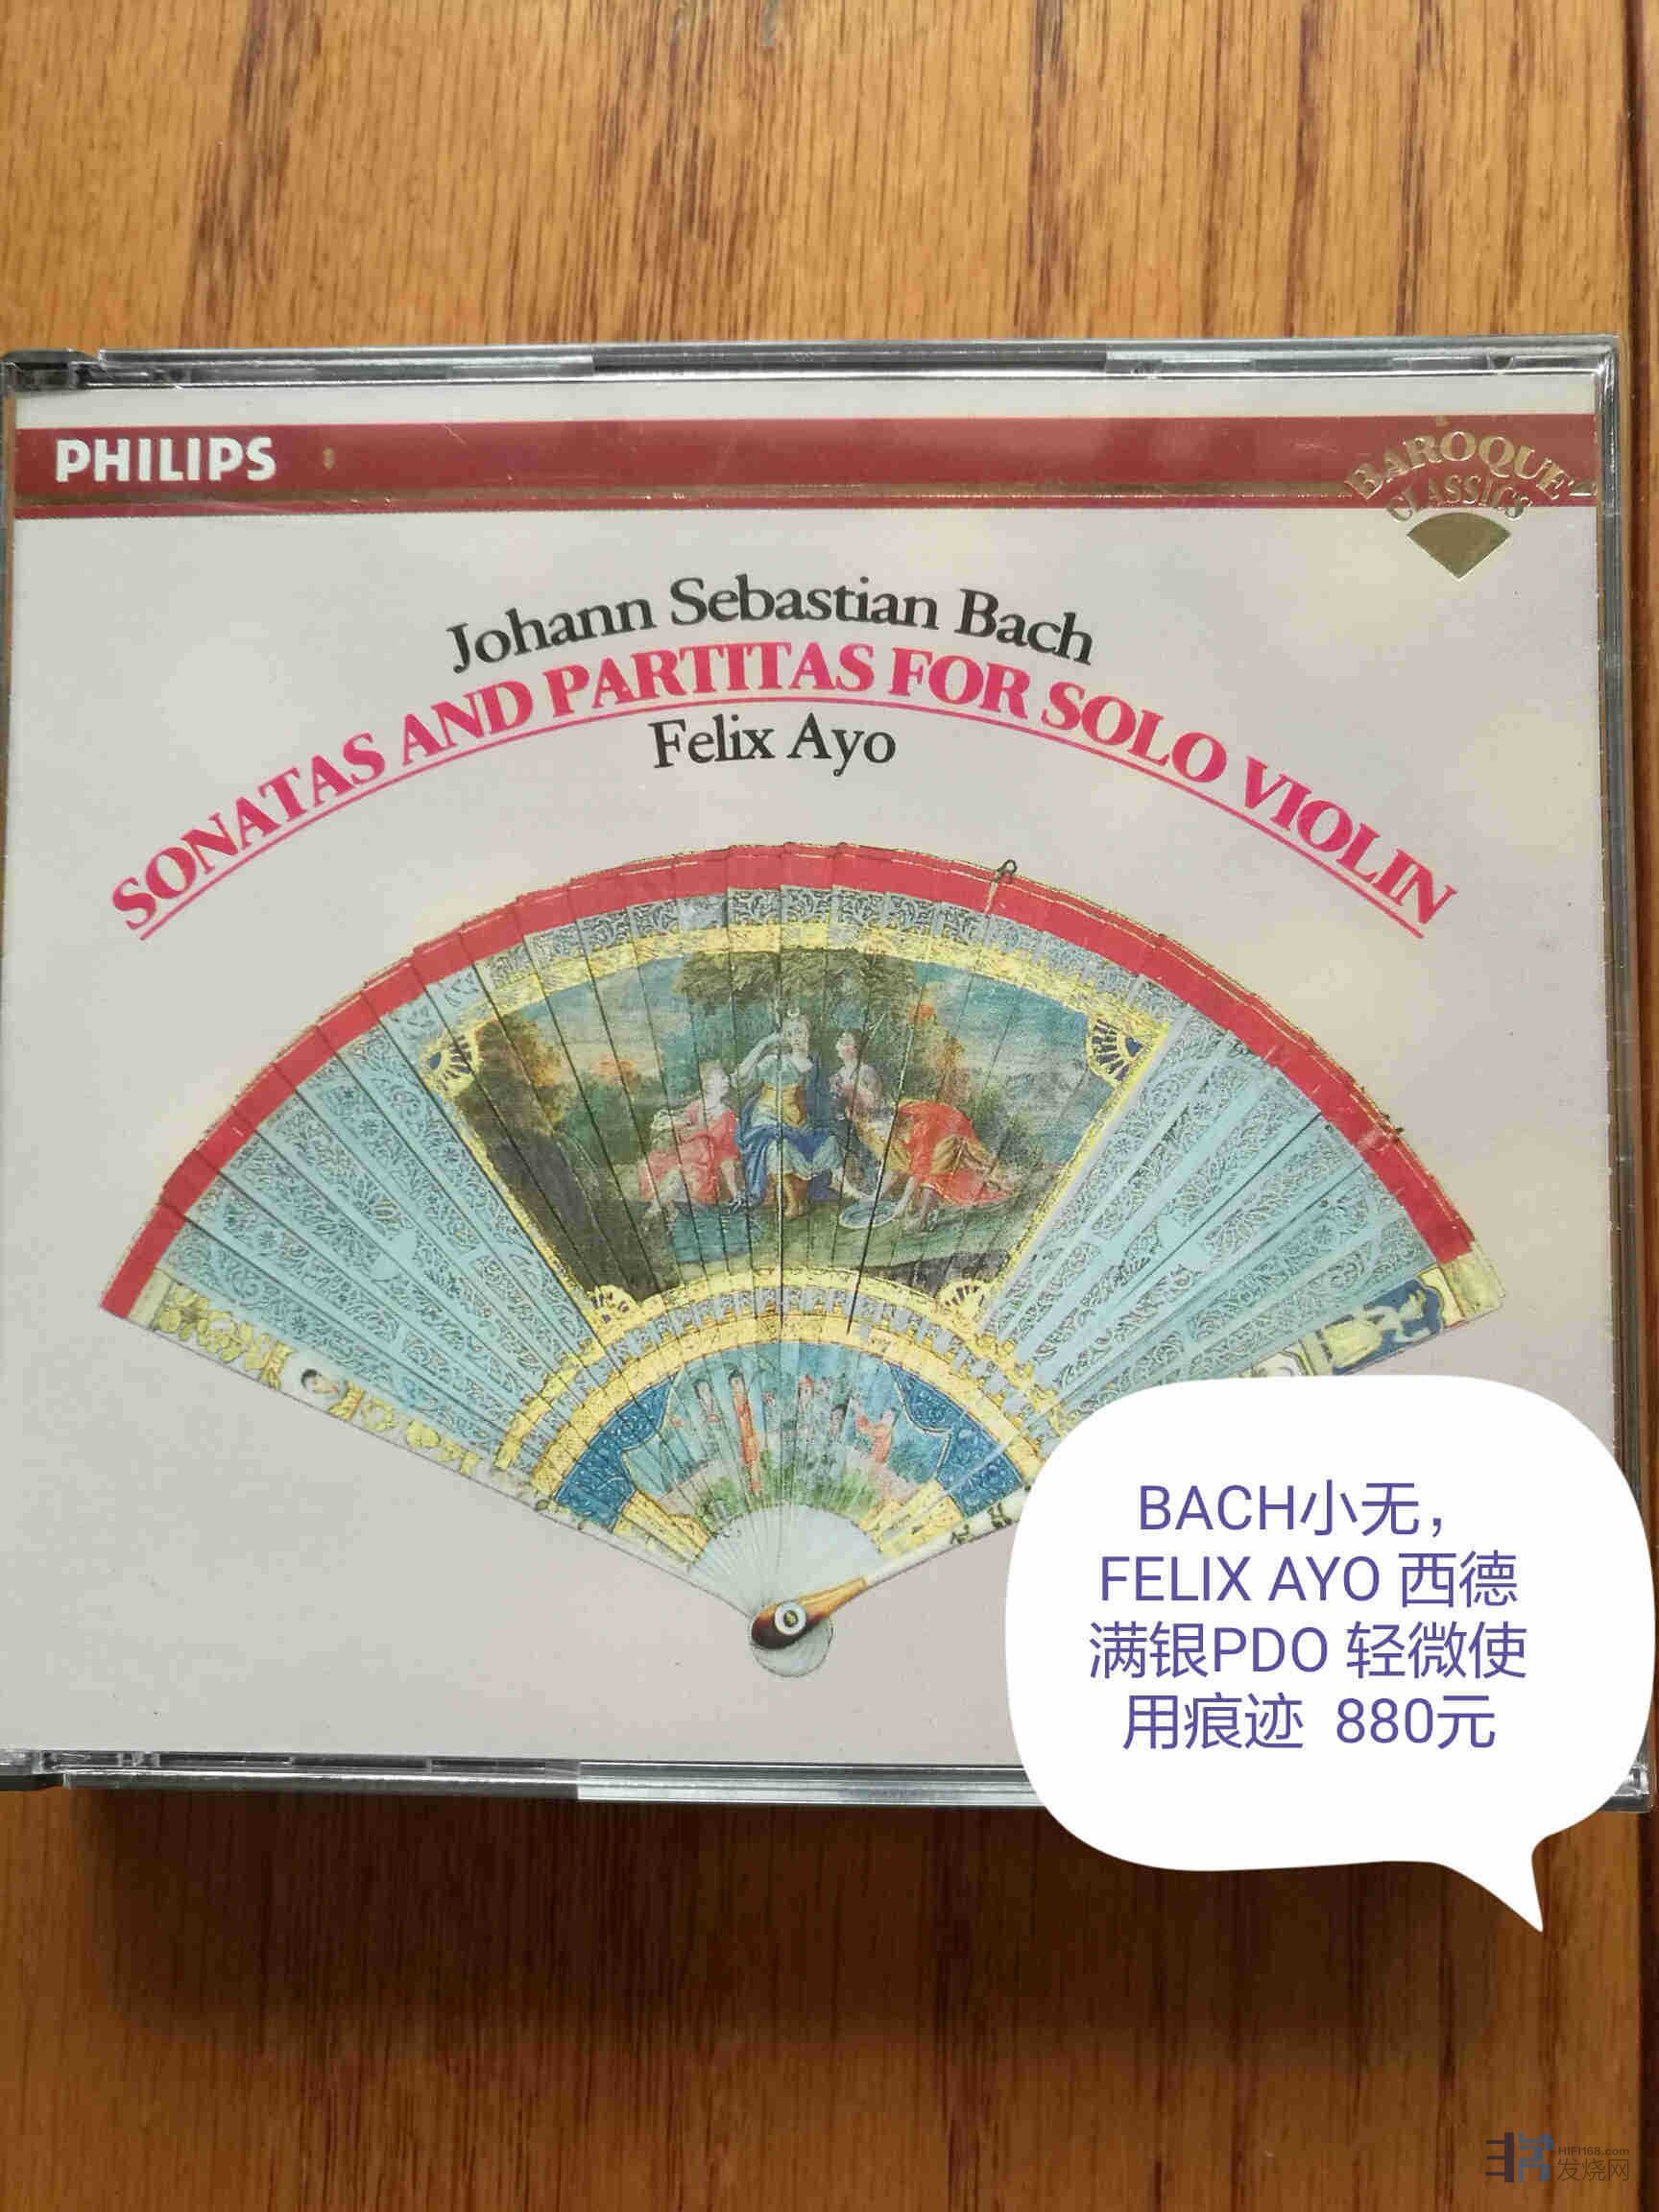 PHILIPS
BAROQUE
CLASSICS
Johann Sebastian Bach
SONATAS AND PARTITAS FOR SOLO VIOLIN
Felix Ayo
BACH小无，
FELIX AYO 西德
满银PDO 轻微使
用痕迹 880元
HIFI168.com
发烧网